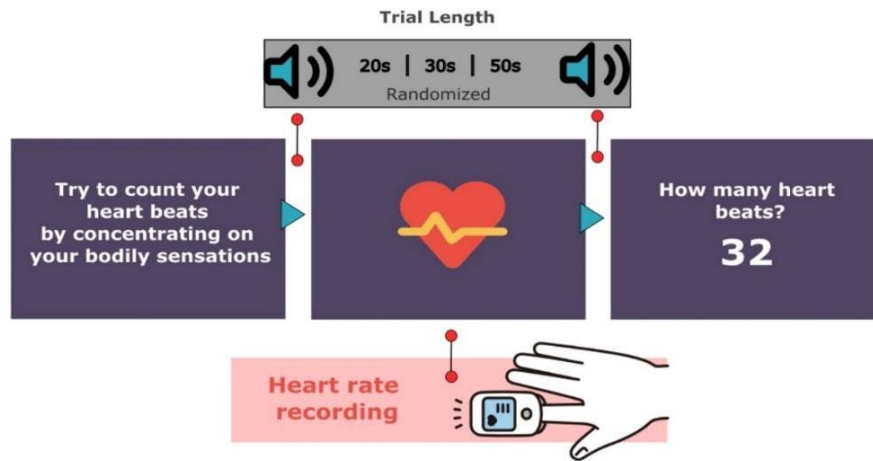 Trial Length
20s | 30s | 50s
Randomized
Try to count your
heart beats
by concentrating on
your bodily sensations
How many heart
beats?
32
Heart rate
recording